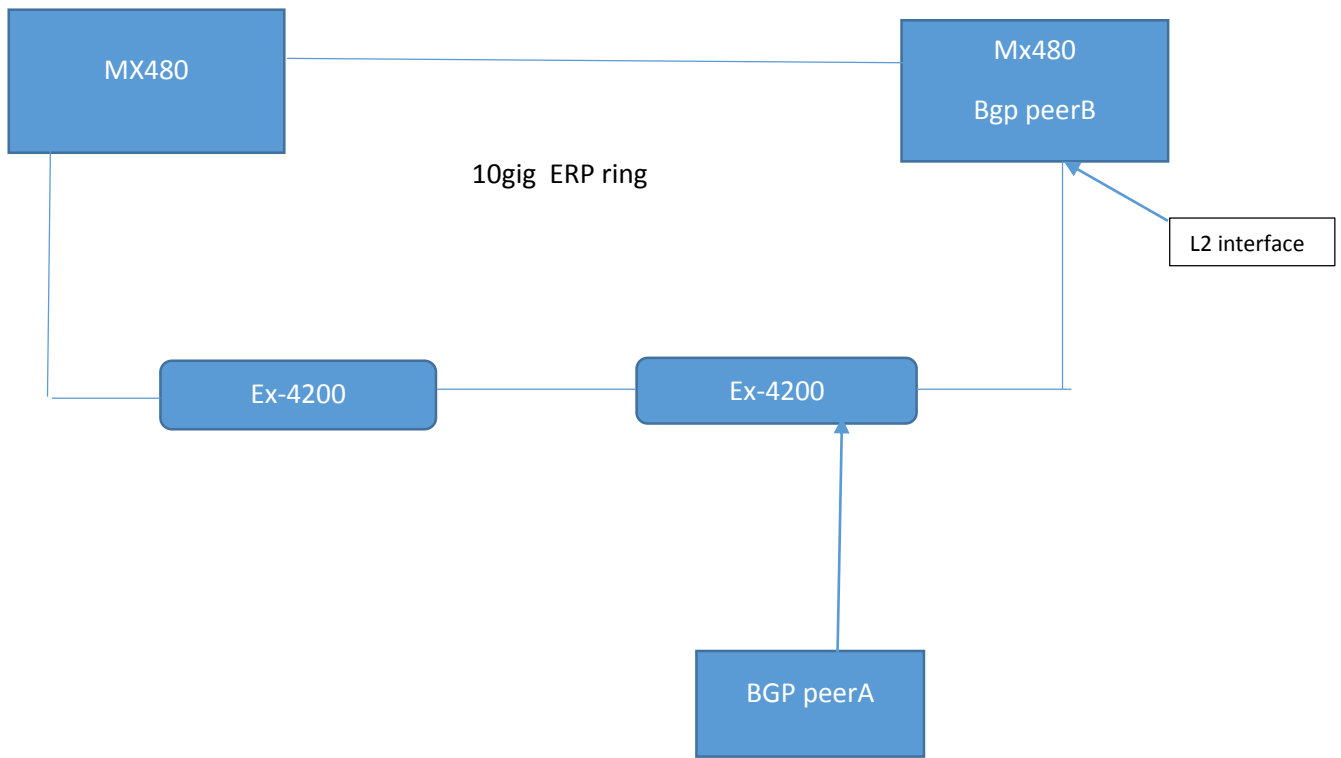 MX480
Mx480
Bgp peerB
10gig  ERP ring
L2 interface
Ex-4200
Ex-4200
BGP peerA